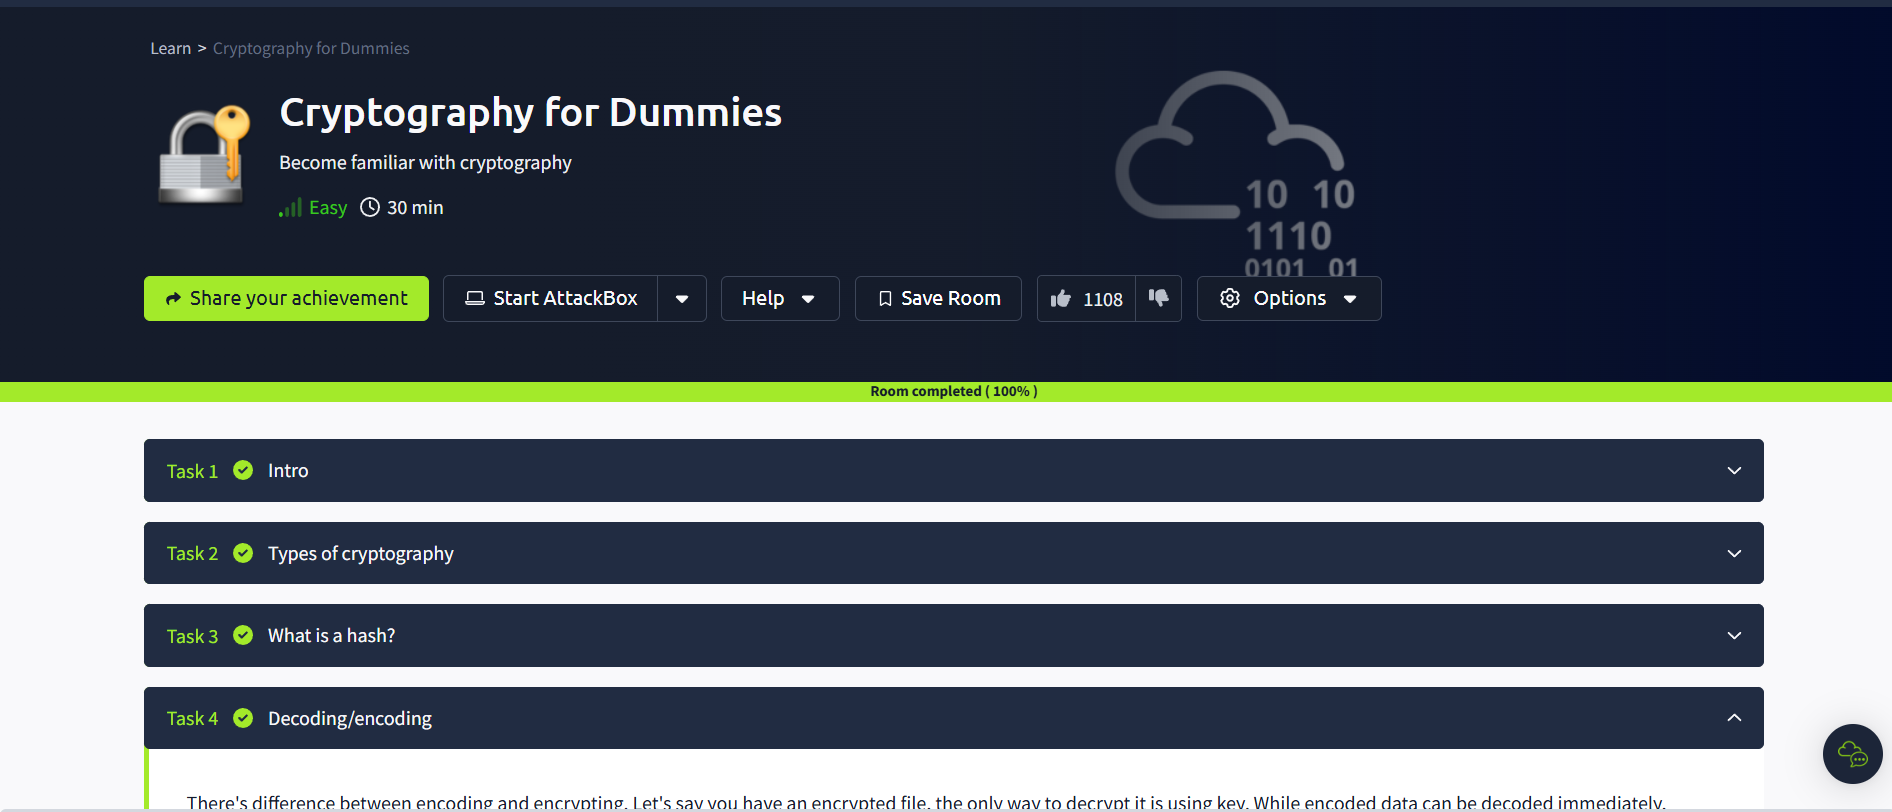 Learn > Cryptography for Dummies
Cryptography for Dummies
Become familiar with cryptography
Easy 30 min
10 10
1110
0101 01
Share your achievement Start AttackBox Help Save Room 1108 Options
Room completed ( 100% )
Task 1 Intro
Task 2 Types of cryptography
Task 3 What is a hash?
Task 4 Decoding/encoding
There's difference between encoding and encrypting. Let's say you have an encrypted file, the only way to decrypt it is using key. While encoded data can be decoded immediately,